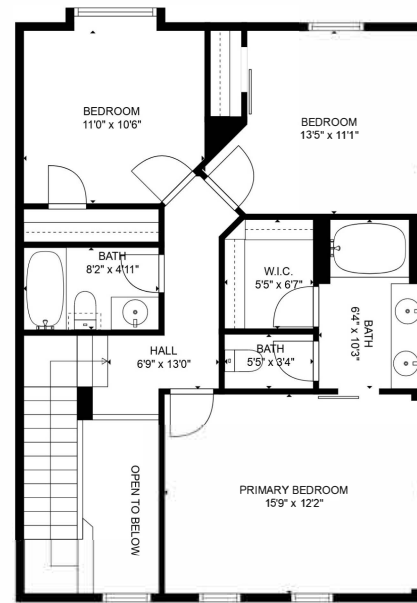 BEDROOM
11'0" x 10'6"
BEDROOM
13'5" x 11'1"
BATH
8'2" x 4'11"
W.I.C.
5'5" x 6'7"
BATH
6'4" x 10'3"
HALL
6'9" x 13'0"
BATH
5'5" x 3'4"
OPEN TO BELOW
PRIMARY BEDROOM
15'9" x 12'2"